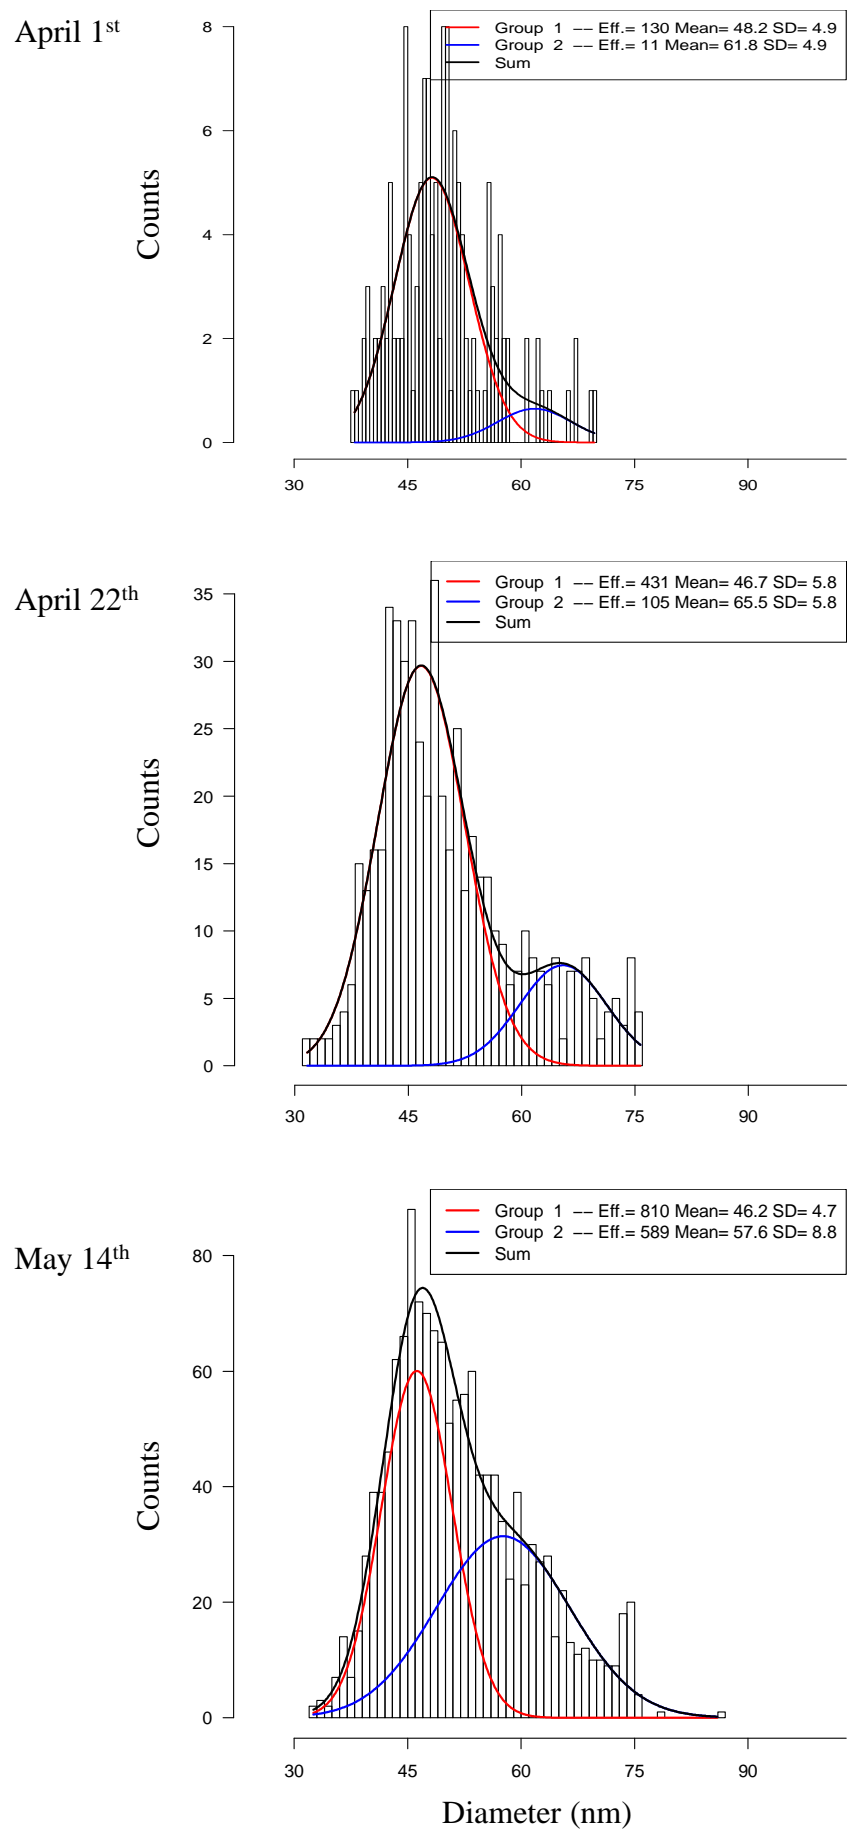 April 1st
Group 1 -- Eff.= 130 Mean= 48.2 SD= 4.9
Group 2 -- Eff.= 11 Mean= 61.8 SD= 4.9
Sum
Counts
8
6
4
2
0
30 45 60 75 90
April 22th
Group 1 -- Eff.= 431 Mean= 46.7 SD= 5.8
Group 2 -- Eff.= 105 Mean= 65.5 SD= 5.8
Sum
Counts
35
30
25
20
15
10
5
0
30 45 60 75 90
May 14th
Group 1 -- Eff.= 810 Mean= 46.2 SD= 4.7
Group 2 -- Eff.= 589 Mean= 57.6 SD= 8.8
Sum
Counts
80
60
40
20
0
30 45 60 75 90
Diameter (nm)